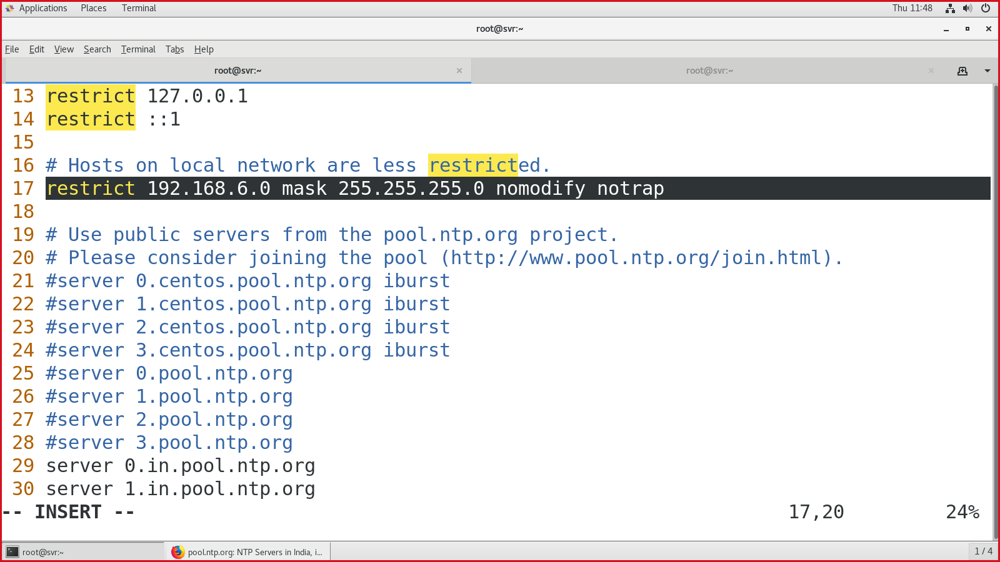 Applications Places Terminal Thu 11:48
root@svr:~
File Edit View Search Terminal Tabs Help
root@svr:~ root@svr:~
13 restrict 127.0.0.1
14 restrict ::1
15
16 # Hosts on local network are less restricted.
17 restrict 192.168.6.0 mask 255.255.255.0 nomodify notrap
18
19 # Use public servers from the pool.ntp.org project.
20 # Please consider joining the pool (http://www.pool.ntp.org/join.html).
21 #server 0.centos.pool.ntp.org iburst
22 #server 1.centos.pool.ntp.org iburst
23 #server 2.centos.pool.ntp.org iburst
24 #server 3.centos.pool.ntp.org iburst
25 #server 0.pool.ntp.org
26 #server 1.pool.ntp.org
27 #server 2.pool.ntp.org
28 #server 3.pool.ntp.org
29 server 0.in.pool.ntp.org
30 server 1.in.pool.ntp.org
-- INSERT -- 17,20 24%
root@svr:~ pool.ntp.org: NTP Servers in India, i... 1 / 4